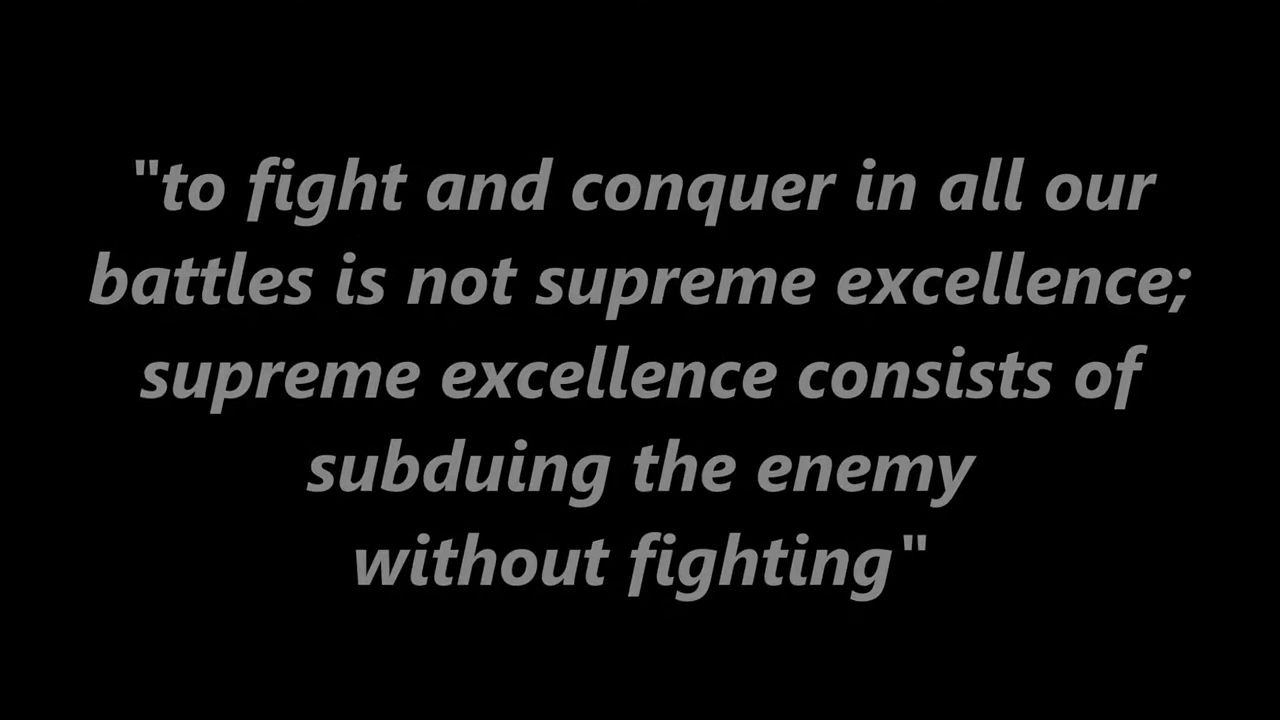 "to fight and conquer in all our
battles is not supreme excellence;
supreme excellence consists of
subduing the enemy
without fighting"